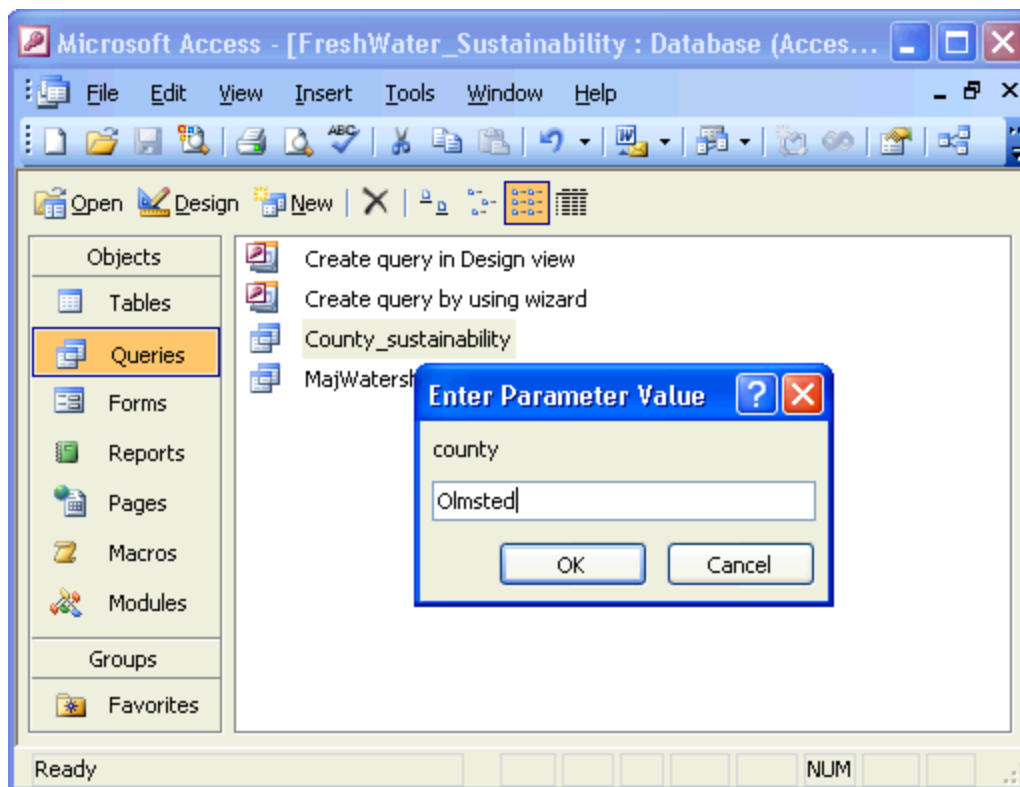 Microsoft Access - [FreshWater_Sustainability : Database (Acces...
File Edit View Insert Tools Window Help
ABC
W
Open Design New
Objects
Tables
Queries
Forms
Reports
Pages
Macros
Modules
Groups
Favorites
Create query in Design view
Create query by using wizard
County_sustainability
MajWatersh
Enter Parameter Value
county
Olmsted
OK Cancel
Ready NUM